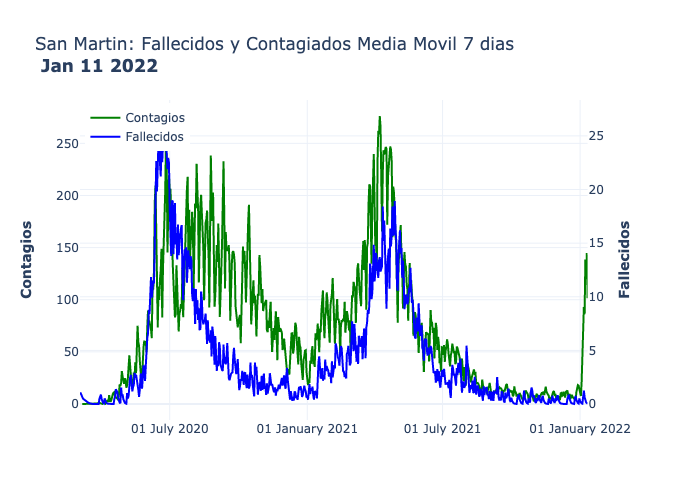 San Martin: Fallecidos y Contagiados Media Movil 7 dias
Jan 11 2022
Contagios
Fallecidos
250
200
150
100
50
0
25
20
15
10
5
0
Contagios
Fallecidos
01 July 2020
01 January 2021
01 July 2021
01 January 2022